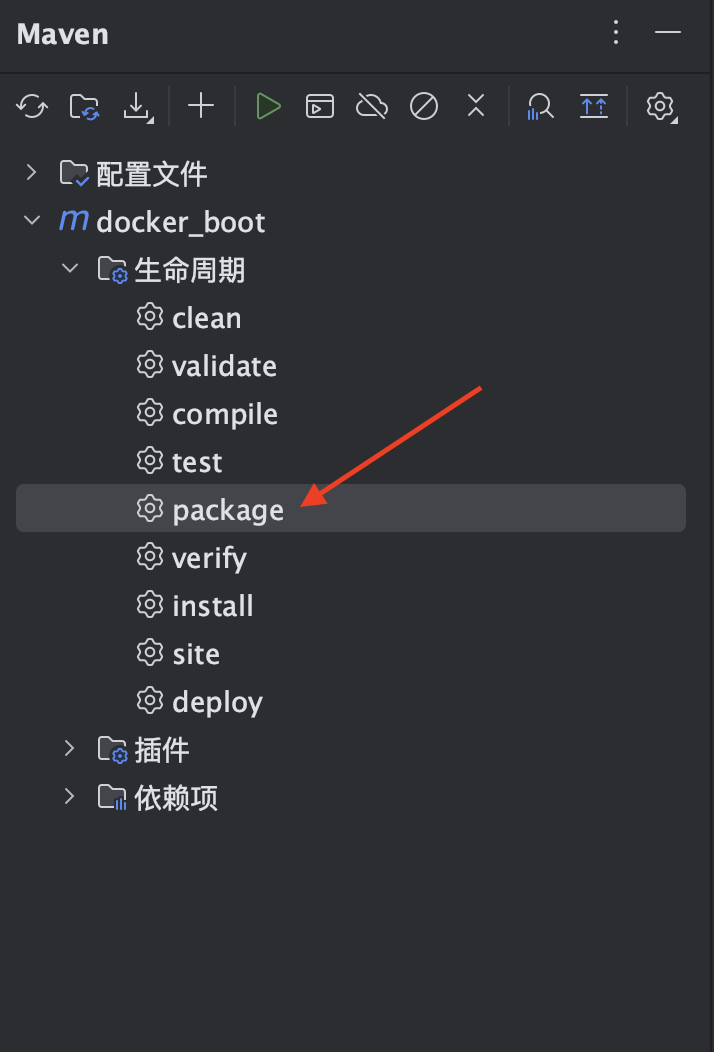 Maven
配置文件
m docker_boot
生命周期
clean
validate
compile
test
package
verify
install
site
deploy
插件
依赖项